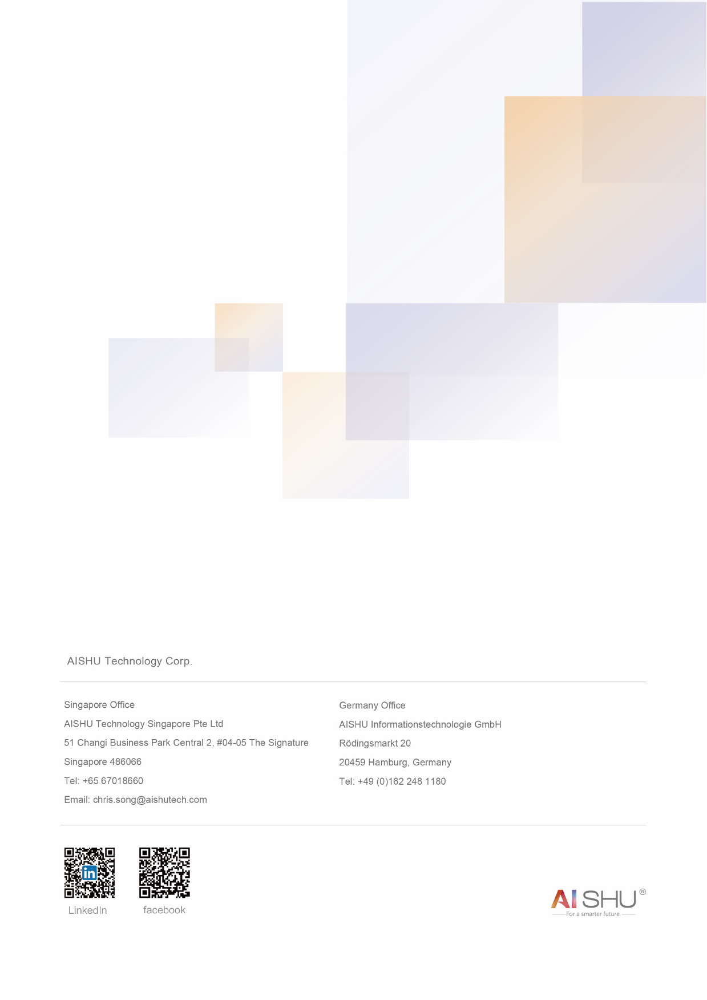 AISHU Technology Corp.
Singapore Office
AISHU Technology Singapore Pte Ltd
51 Changi Business Park Central 2, #04-05 The Signature
Singapore 486066
Tel: +65 67018660
Email: chris.song@aishutech.com
Germany Office
AISHU Informationstechnologie GmbH
Rödingsmarkt 20
20459 Hamburg, Germany
Tel: +49 (0)162 248 1180
in
LinkedIn
facebook
AISHU®
For a smarter future.